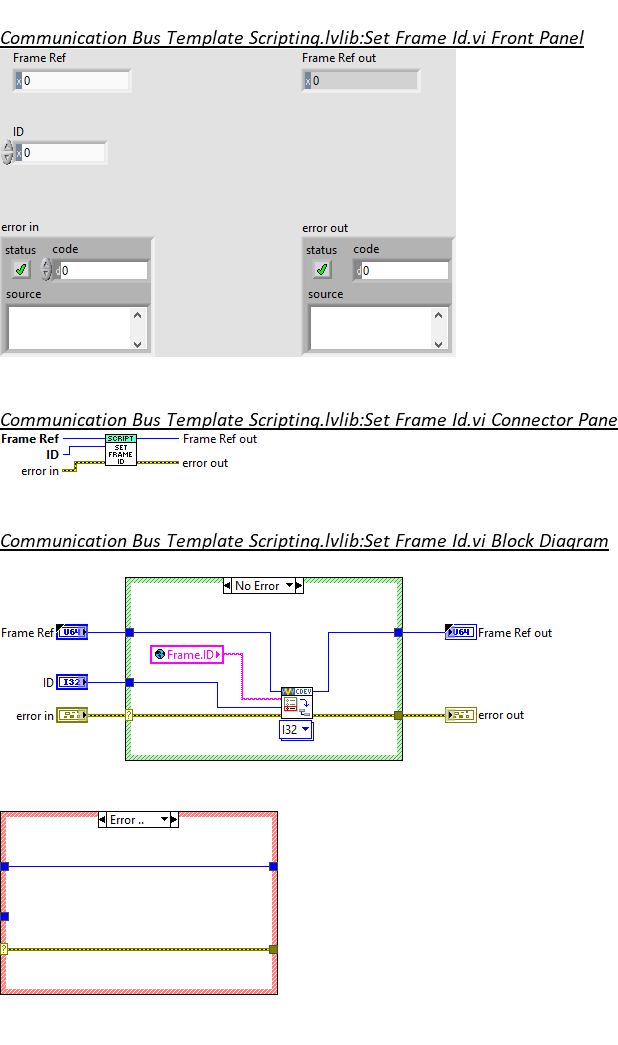 Communication Bus Template Scripting.lvlib:Set Frame Id.vi Front Panel
Frame Ref
Frame Ref out
x 0
x 0
ID
x 0
error in
error out
status code
status code
d 0
d 0
source
source
Communication Bus Template Scripting.lvlib:Set Frame Id.vi Connector Pane
Frame Ref
ID
error in
SCRIPT
SET
FRAME
ID
Frame Ref out
error out
Communication Bus Template Scripting.lvlib:Set Frame Id.vi Block Diagram
No Error
Frame Ref U64
U64 Frame Ref out
Frame.ID
ID I32
CDEV
error in
?
error out
I32
Error ..
?